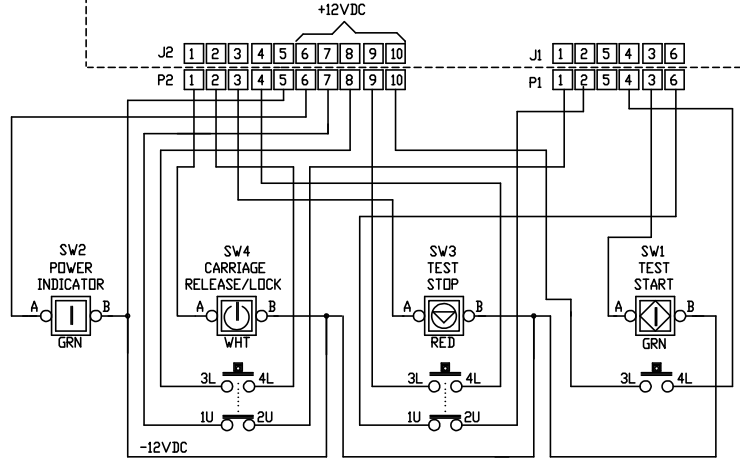 +12VDC
J2 1 2 3 4 5 6 7 8 9 10 J1 1 2 5 4 3 6
P2 1 2 3 4 5 6 7 8 9 10 P1 1 2 5 4 3 6
SW2 SW4 SW3 SW1
POWER CARRIAGE TEST TEST
INDICATOR RELEASE/LOCK STOP START
A B A B A B A B
GRN WHT RED GRN
3L 4L 3L 4L 3L 4L
1U 2U 1U 2U
-12VDC